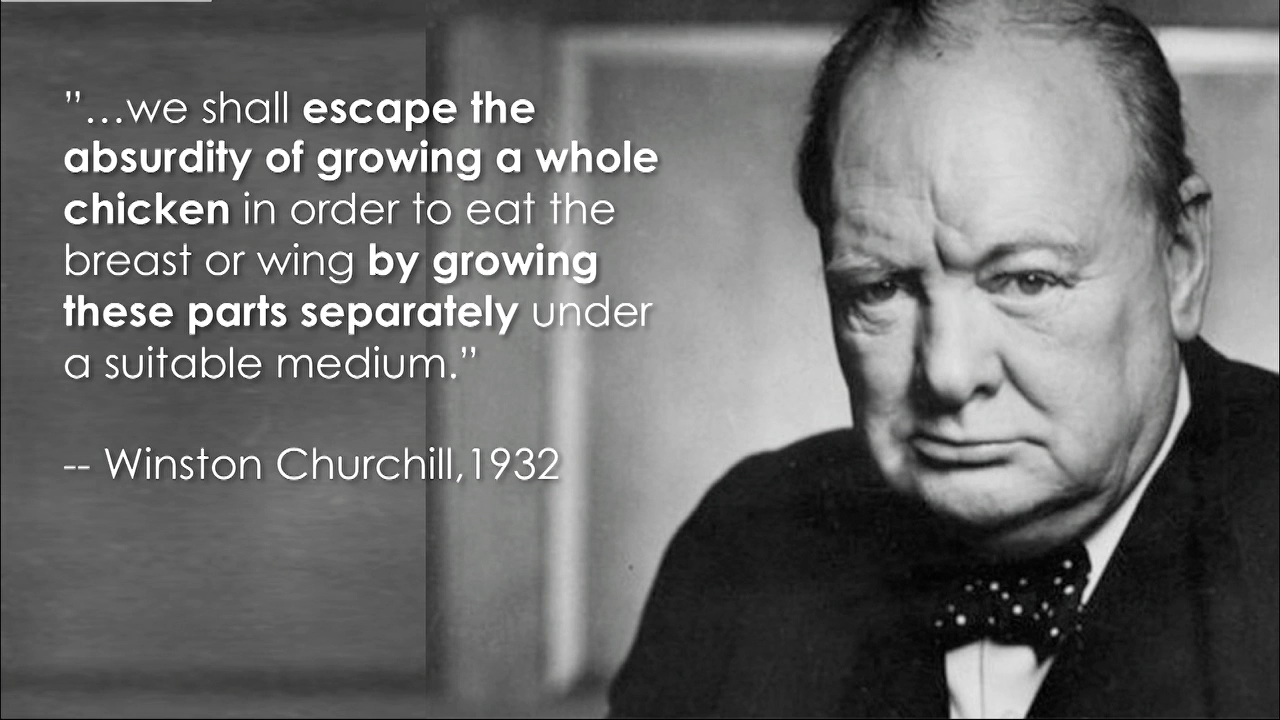 ”...we shall escape the
absurdity of growing a whole
chicken in order to eat the
breast or wing by growing
these parts separately under
a suitable medium.”
-- Winston Churchill,1932